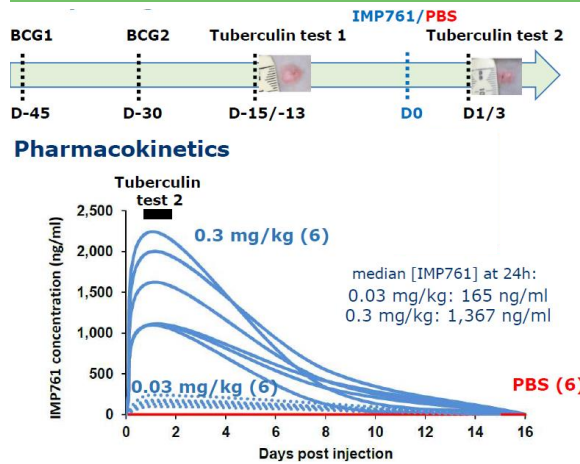 IMP761/PBS
BCG1 BCG2 Tuberculin test 1 Tuberculin test 2
D-45 D-30 D-15/-13 D0 D1/3
Pharmacokinetics
Tuberculin
test 2
2,500
2,000
1,500
1,000
500
0
IMP761 concentration (ng/ml)
0.3 mg/kg (6)
median [IMP761] at 24h:
0.03 mg/kg: 165 ng/ml
0.3 mg/kg: 1,367 ng/ml
0.03 mg/kg (6)
PBS (6)
0 2 4 6 8 10 12 14 16
Days post injection